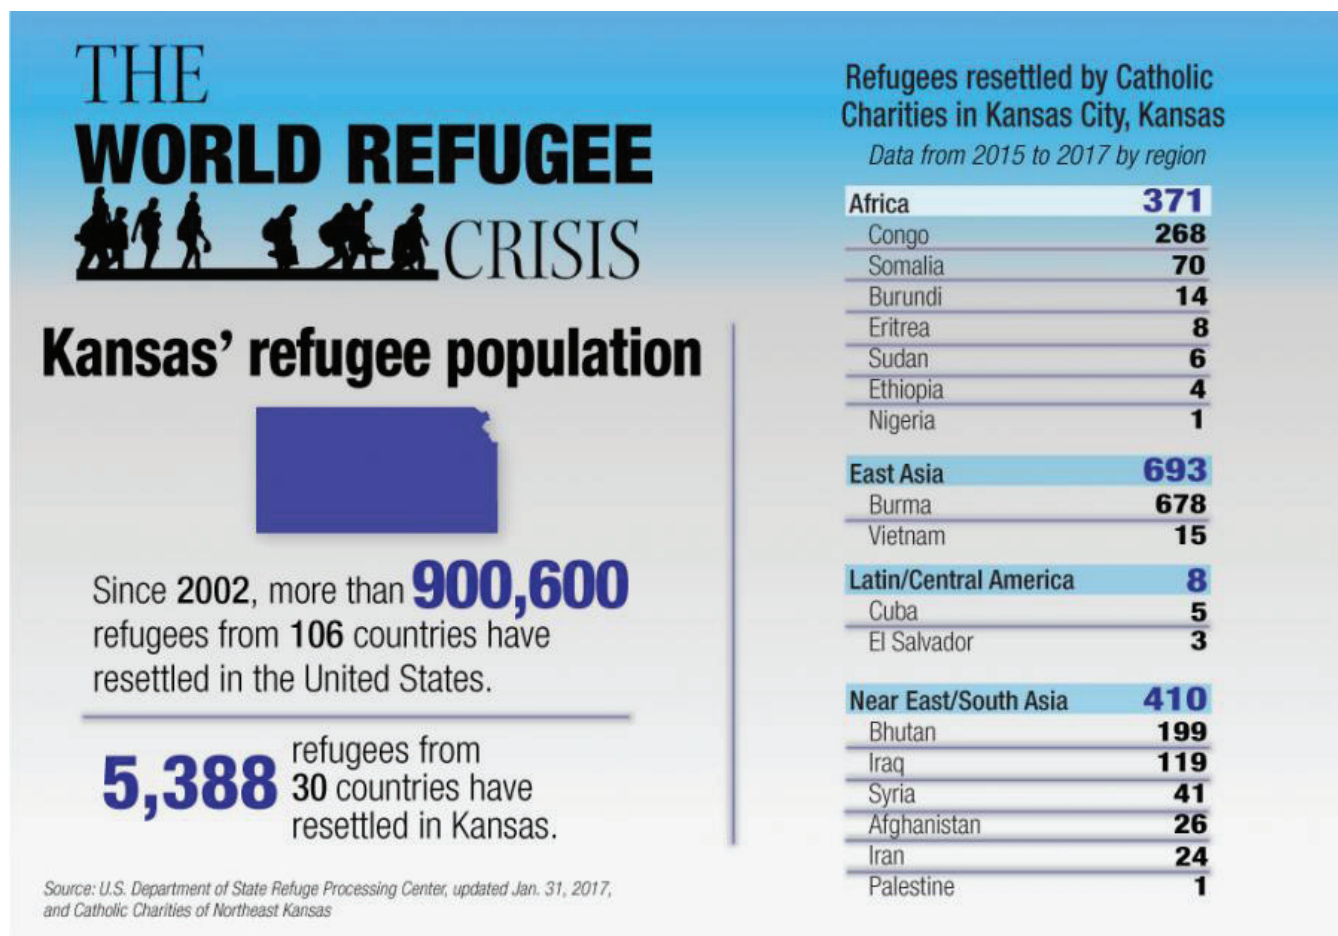 THE
WORLD REFUGEE
CRISIS
Kansas’ refugee population
Since 2002, more than 900,600
refugees from 106 countries have
resettled in the United States.
5,388 refugees from
30 countries have
resettled in Kansas.
Source: U.S. Department of State Refuge Processing Center, updated Jan. 31, 2017,
and Catholic Charities of Northeast Kansas
Refugees resettled by Catholic
Charities in Kansas City, Kansas
Data from 2015 to 2017 by region
Africa 371
Congo 268
Somalia 70
Burundi 14
Eritrea 8
Sudan 6
Ethiopia 4
Nigeria 1
East Asia 693
Burma 678
Vietnam 15
Latin/Central America 8
Cuba 5
El Salvador 3
Near East/South Asia 410
Bhutan 199
Iraq 119
Syria 41
Afghanistan 26
Iran 24
Palestine 1